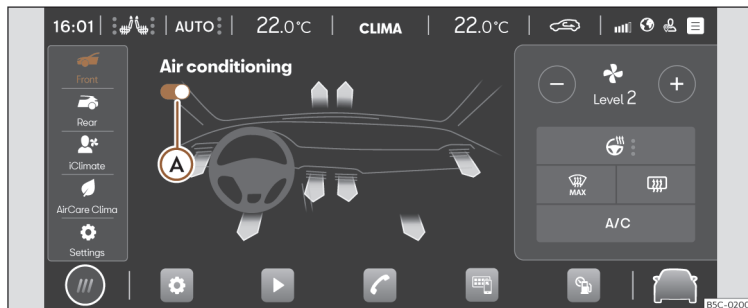 16:01 AUTO 22.0°C CLIMA 22.0°C
Air conditioning
Front
Rear
iClimate
AirCare Clima
Settings
A
Level 2
MAX
A/C
B5C-0200